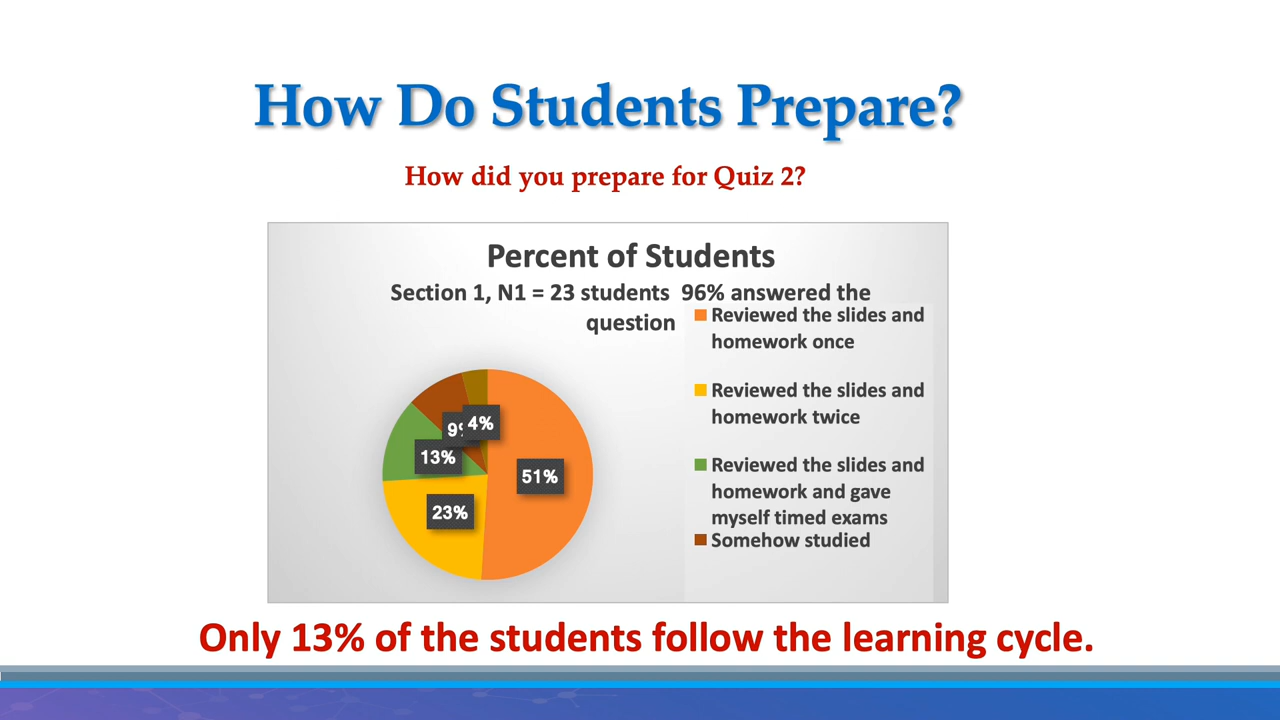 How Do Students Prepare?
How did you prepare for Quiz 2?
Percent of Students
Section 1, N1 = 23 students  96% answered the
question
Reviewed the slides and
homework once
Reviewed the slides and
homework twice
Reviewed the slides and
homework and gave
myself timed exams
Somehow studied
4%
13%
51%
23%
Only 13% of the students follow the learning cycle.